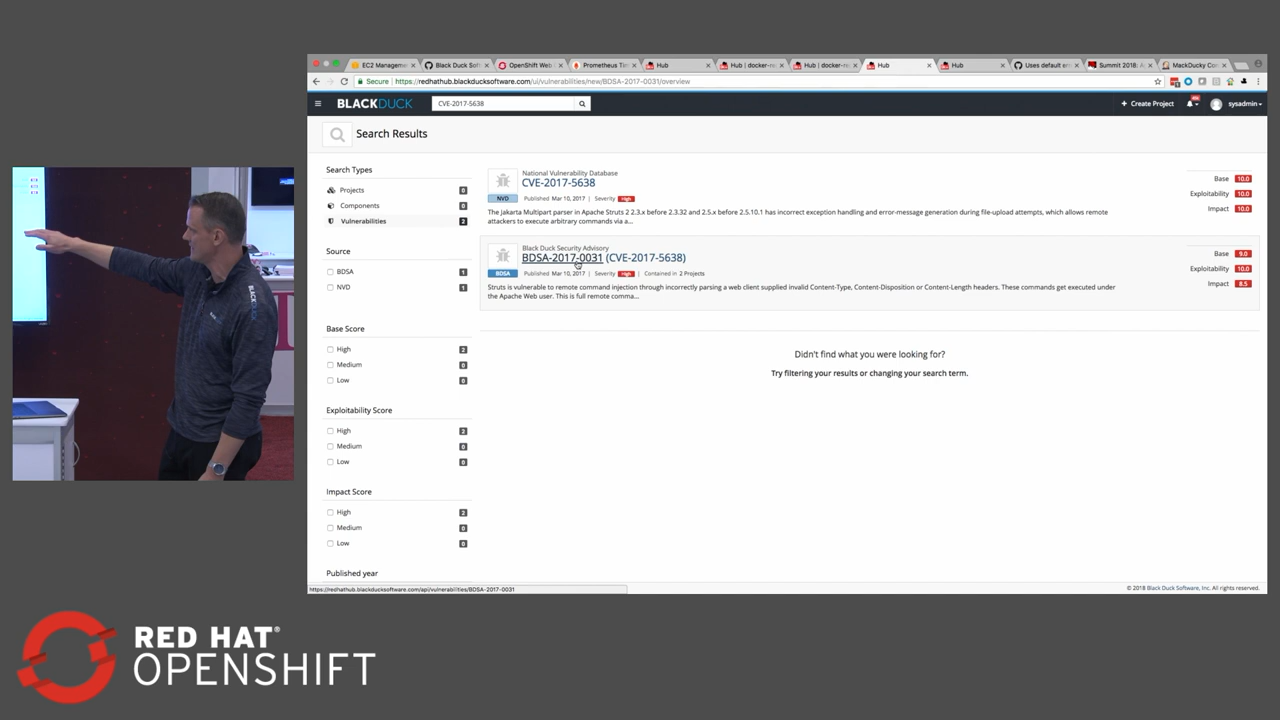 EC2 Managemen
Black Duck Soft
OpenShift Web
Prometheus Tim
Hub
Hub | docker-re
Hub | docker-re
Hub
Hub
Uses default en
Summit 2018: A
MackDucky Co
Secure
https://redhathub.blackducksoftware.com/ui/vulnerabilities/new/BDSA-2017-0031/overview
BLACKDUCK
CVE-2017-5638
Create Project
sysadmin
Search Results
Search Types
Projects 0
Components 0
Vulnerabilities 2
Source
BDSA 1
NVD 1
Base Score
High 2
Medium 0
Low 0
Exploitability Score
High 2
Medium 0
Low 0
Impact Score
High 2
Medium 0
Low 0
Published year
National Vulnerability Database
CVE-2017-5638
NVD
Published Mar 10, 2017 | Severity High
The Jakarta Multipart parser in Apache Struts 2 2.3.x before 2.3.32 and 2.5.x before 2.5.10.1 has incorrect exception handling and error-message generation during file-upload attempts, which allows remote
attackers to execute arbitrary commands via a...
Base 10.0
Exploitability 10.0
Impact 10.0
Black Duck Security Advisory
BDSA-2017-0031 (CVE-2017-5638)
BDSA
Published Mar 10, 2017 | Severity High | Contained in 2 Projects
Struts is vulnerable to remote command injection through incorrectly parsing a web client supplied invalid Content-Type, Content-Disposition or Content-Length headers. These commands get executed under
the Apache Web user. This is full remote comma...
Base 9.0
Exploitability 10.0
Impact 8.5
Didn't find what you were looking for?
Try filtering your results or changing your search term.
https://redhathub.blackducksoftware.com/api/vulnerabilities/BDSA-2017-0031
© 2018 Black Duck Software, Inc. All rights reserved.
RED HAT®
OPENSHIFT